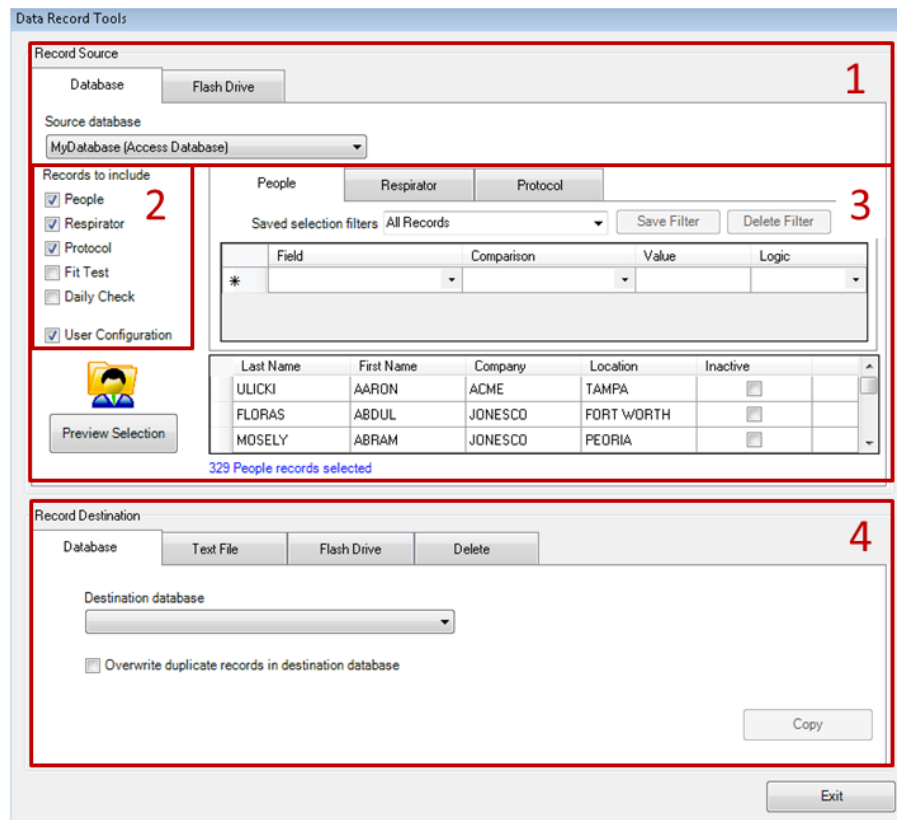 Data Record Tools
Record Source
1
Database Flash Drive
Source database
MyDatabase (Access Database)
Records to include
2
People
Respirator
Protocol
Fit Test
Daily Check
User Configuration
Preview Selection
People Respirator Protocol
3
Saved selection filters All Records Save Filter Delete Filter
Field Comparison Value Logic
*
Last Name First Name Company Location Inactive
ULICKI AARON ACME TAMPA
FLORAS ABDUL JONESCO FORT WORTH
MOSELY ABRAM JONESCO PEORIA
329 People records selected
Record Destination
4
Database Text File Flash Drive Delete
Destination database
Overwrite duplicate records in destination database
Copy
Exit